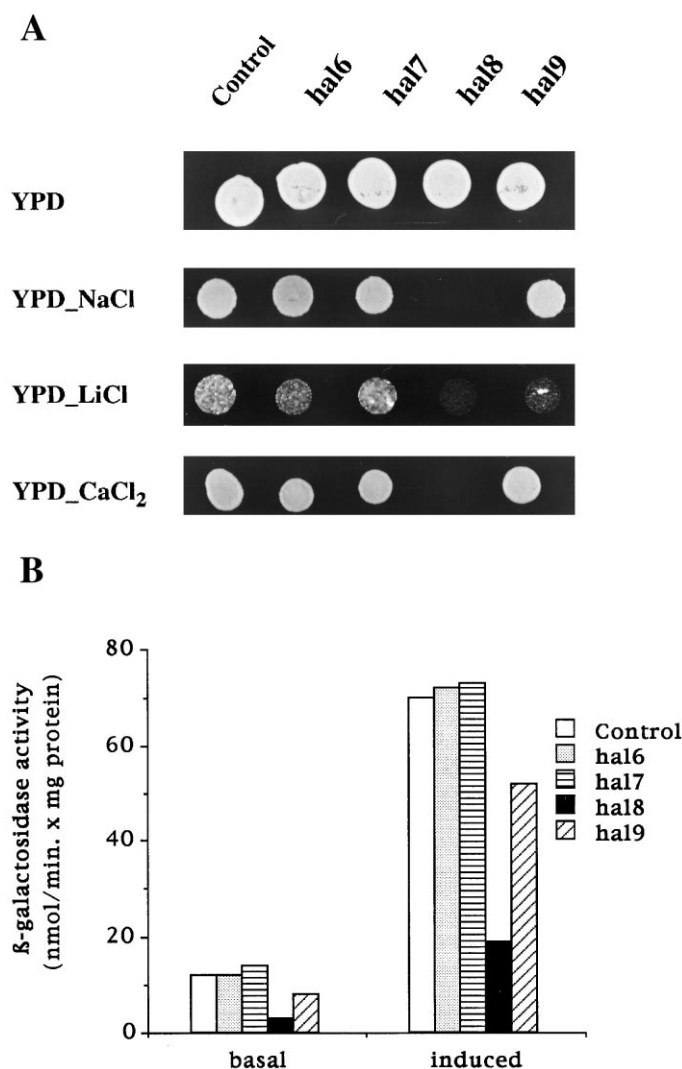 A
Control
hal6
hal7
hal8
hal9
YPD
YPD_NaCl
YPD_LiCl
YPD_CaCl₂
B
ß-galactosidase activity
(nmol/min. x mg protein)
80
60
40
20
0
basal
induced
Control
hal6
hal7
hal8
hal9